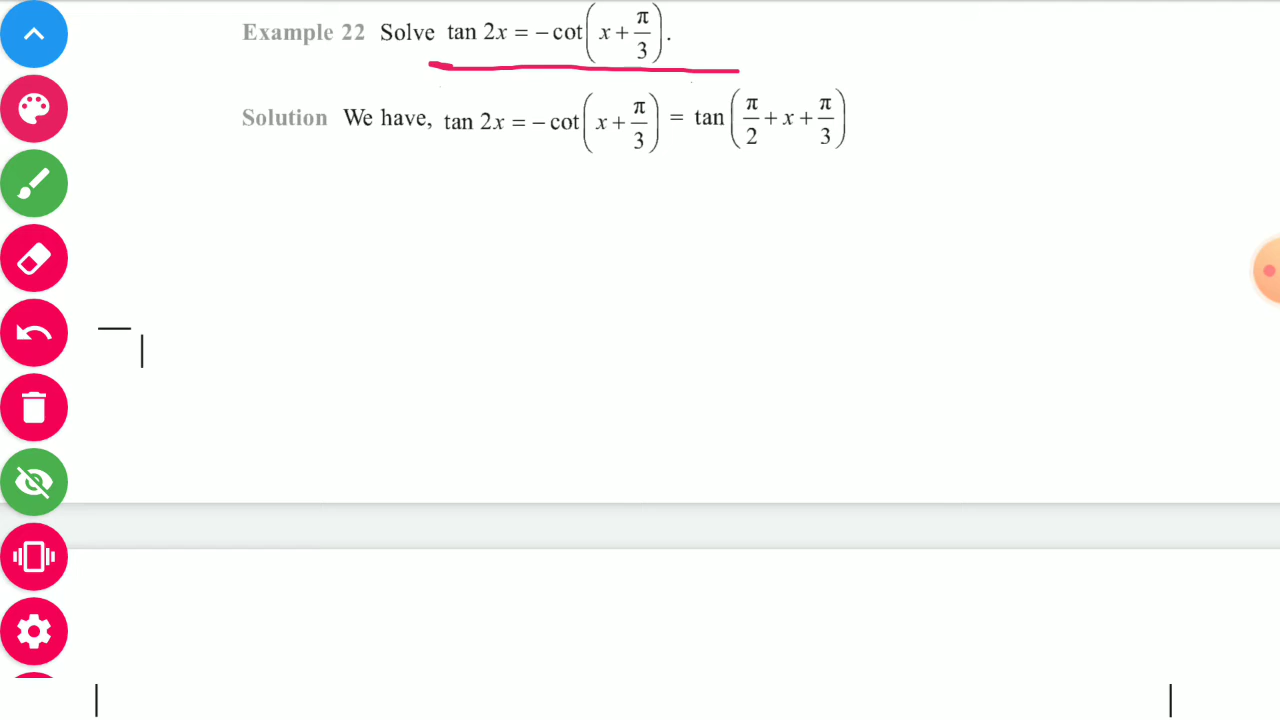 Example 22 Solve tan 2x = – cot(x + π/3).
Solution We have, tan 2x = – cot(x + π/3) = tan(π/2 + x + π/3)